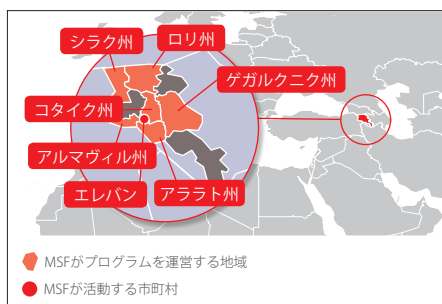 シラク州
ロリ州
ゲガルクニク州
コタイク州
アルマヴィル州
エレバン
アララト州
MSFがプログラムを運営する地域
MSFが活動する市町村